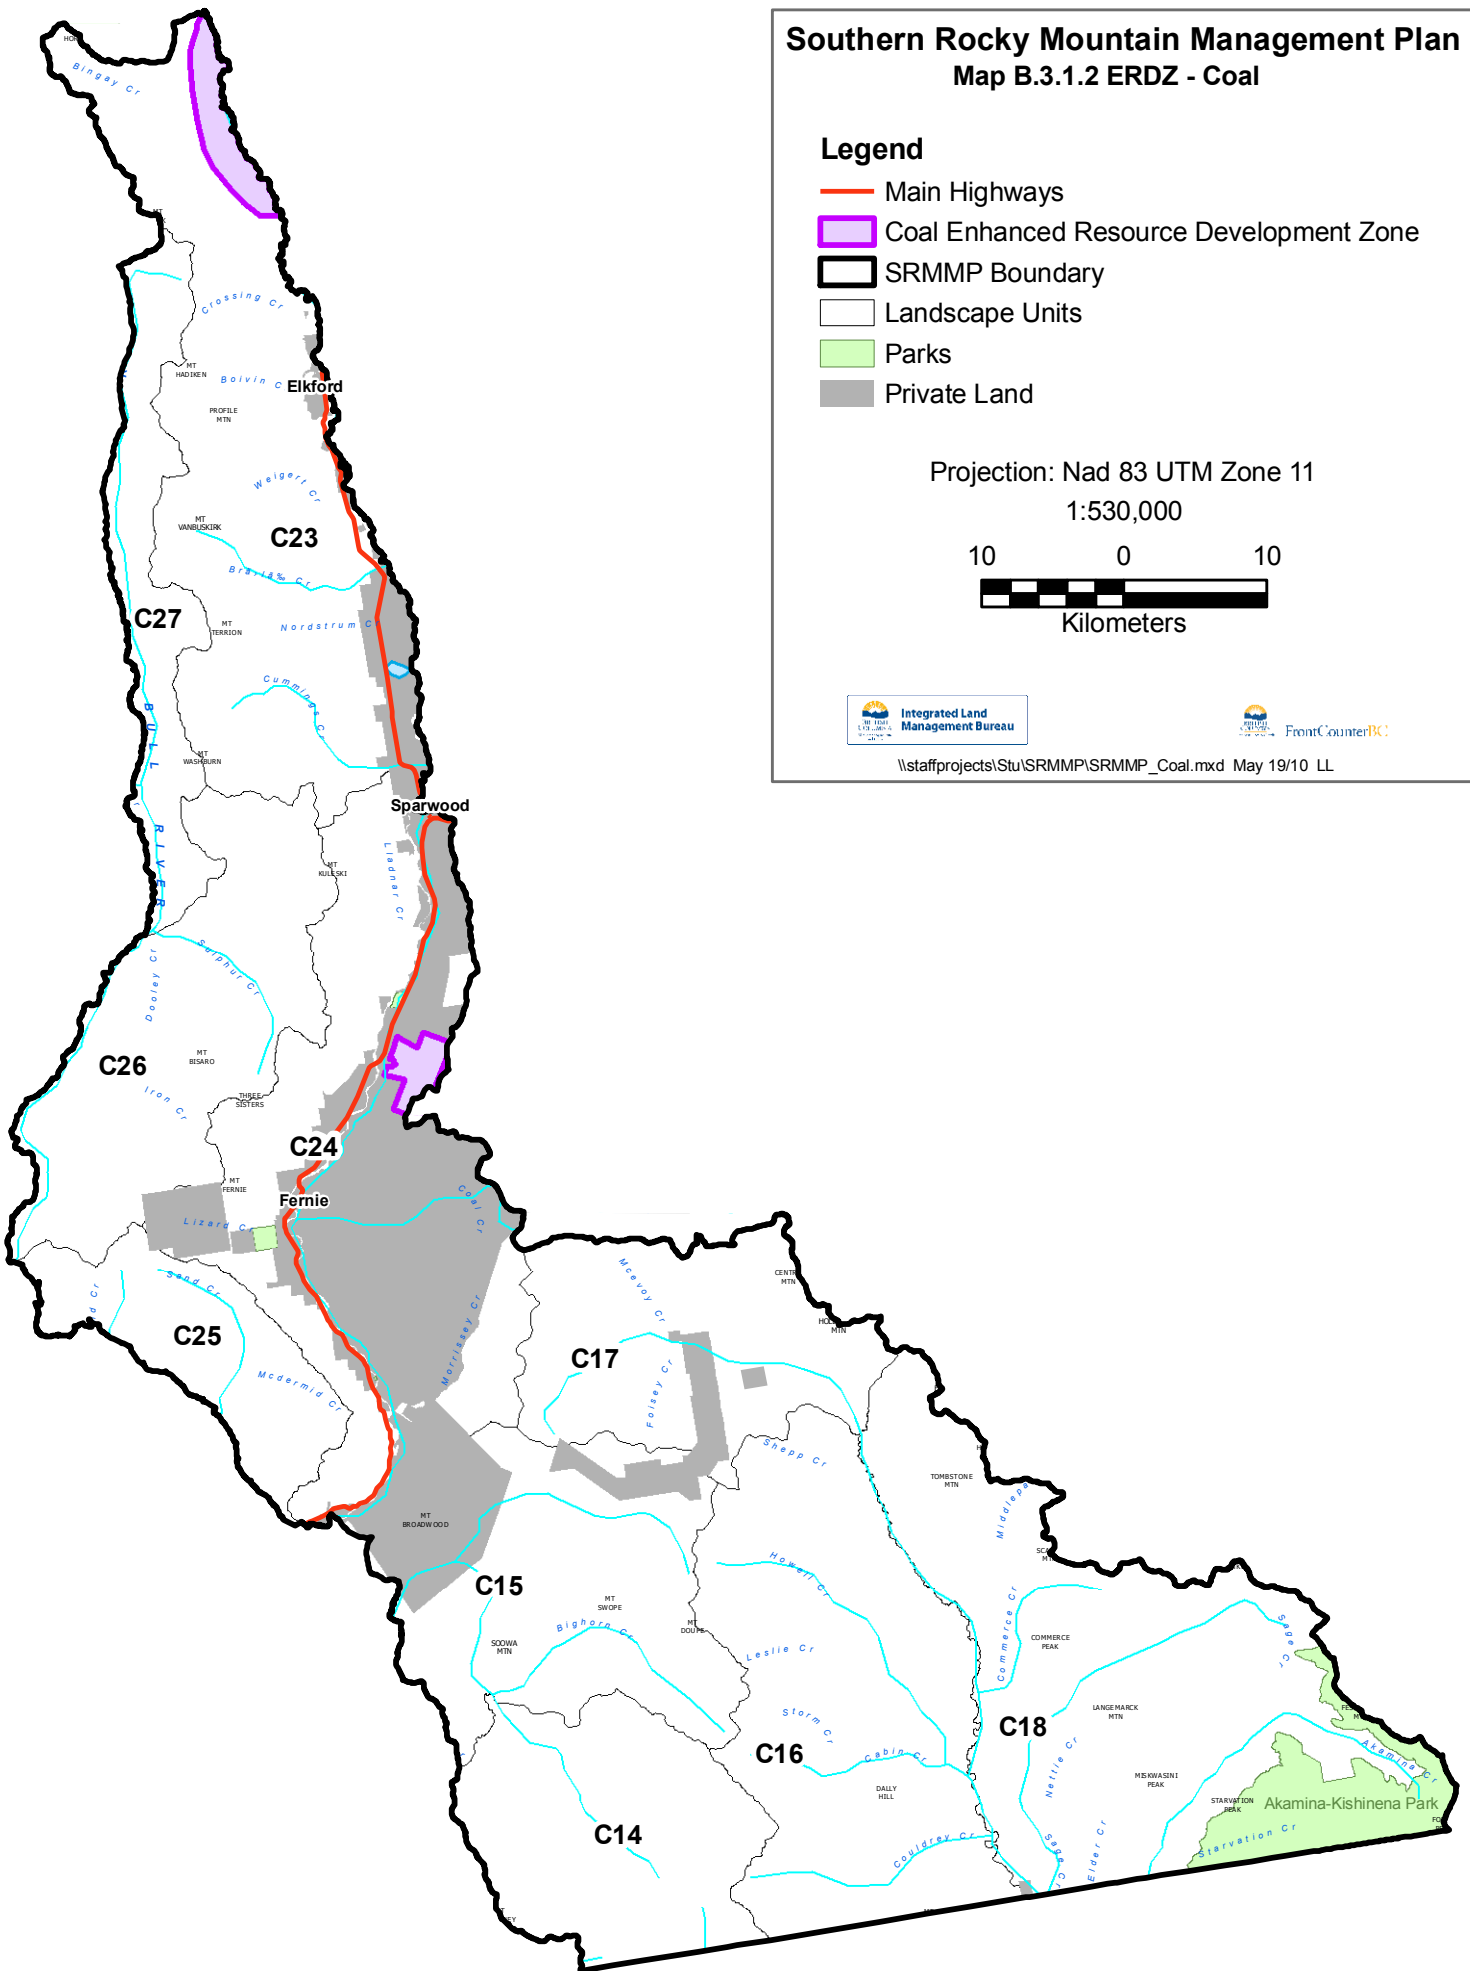 Southern Rocky Mountain Management Plan
Map B.3.1.2 ERDZ - Coal
Legend
Main Highways
Coal Enhanced Resource Development Zone
SRMMP Boundary
Landscape Units
Parks
Private Land
Projection: Nad 83 UTM Zone 11
1:530,000
10 0 10
Kilometers
Integrated Land
Management Bureau
FrontCounterBC
\\staffprojects\Stu\SRMMP\SRMMP_Coal.mxd May 19/10 LL
Bingay Cr
Crossing Cr
MT
HADIKEN
Boivin C
Elkford
PROFILE
MTN
Weigert Cr
MT
VANBUSKIRK
C23
Brajlä‰ Cr
C27
MT
TERRION
Nordstrum C
Cummings Cr
BULL RIVER
MT
WASHBURN
Sparwood
MT
KULESKI
Lladnar Cr
Dooley Cr
Sulphur Cr
C26
MT
BISARO
Iron Cr
THREE
SISTERS
C24
MT
FERNIE
Fernie
Lizard Cr
Coal Cr
Sand Cr
d Cr
C25
Mcdermid Cr
Morrissey Cr
Mcevoy Cr
CENTR
MTN
MTN
C17
Foisey Cr
Shepp Cr
TOMBSTONE
MTN
Middlepa
MT
BROADWOOD
C15
MT
SWOPE
Howell Cr
SOOWA
MTN
Bighorn Cr
MT
DOUPE
Leslie Cr
Commerce Cr
COMMERCE
PEAK
Sage Cr
Storm Cr
C16
Cabin Cr
C18
LANGEMARCK
MTN
Nettie Cr
DALLY
HILL
MISKWASINI
PEAK
Akamina Cr
STARVATION
PEAK
Akamina-Kishinena Park
C14
Couldrey Cr
Sage Cr
Elder Cr
Starvation Cr